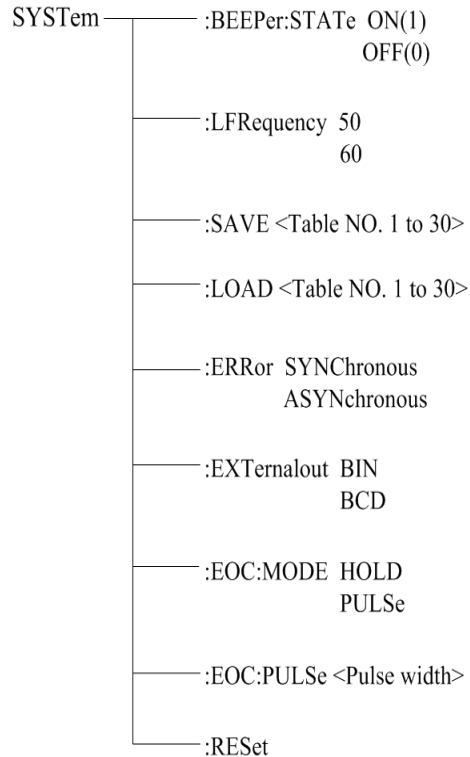 SYSTem :BEEPer:STATe ON(1)
OFF(0)
:LFRequency 50
60
:SAVE <Table NO. 1 to 30>
:LOAD <Table NO. 1 to 30>
:ERRor SYNChronous
ASYNchronous
:EXTernalout BIN
BCD
:EOC:MODE HOLD
PULSe
:EOC:PULSe <Pulse width>
:RESet